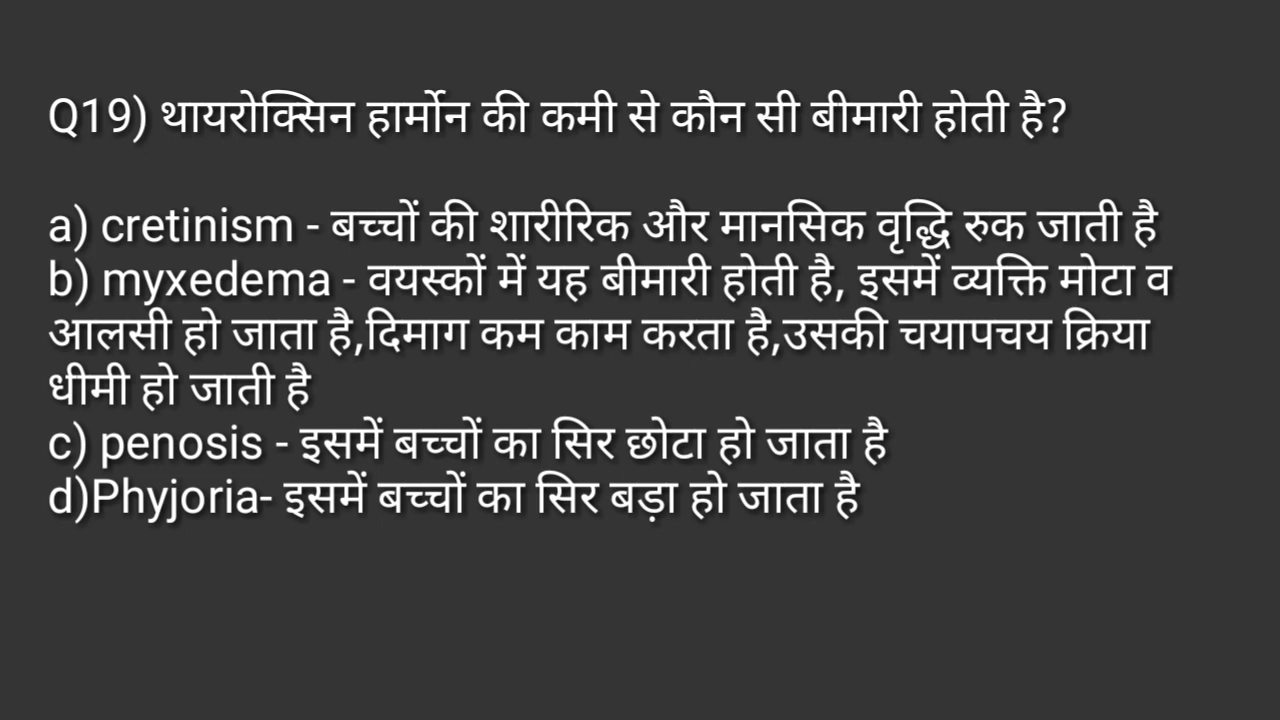 Q19) थायरोक्सिन हार्मोन की कमी से कौन सी बीमारी होती है?
a) cretinism - बच्चों की शारीरिक और मानसिक वृद्धि रुक जाती है
b) myxedema - वयस्कों में यह बीमारी होती है, इसमें व्यक्ति मोटा व
आलसी हो जाता है,दिमाग कम काम करता है,उसकी चयापचय क्रिया
धीमी हो जाती है
c) penosis - इसमें बच्चों का सिर छोटा हो जाता है
d)Phyjoria- इसमें बच्चों का सिर बड़ा हो जाता है